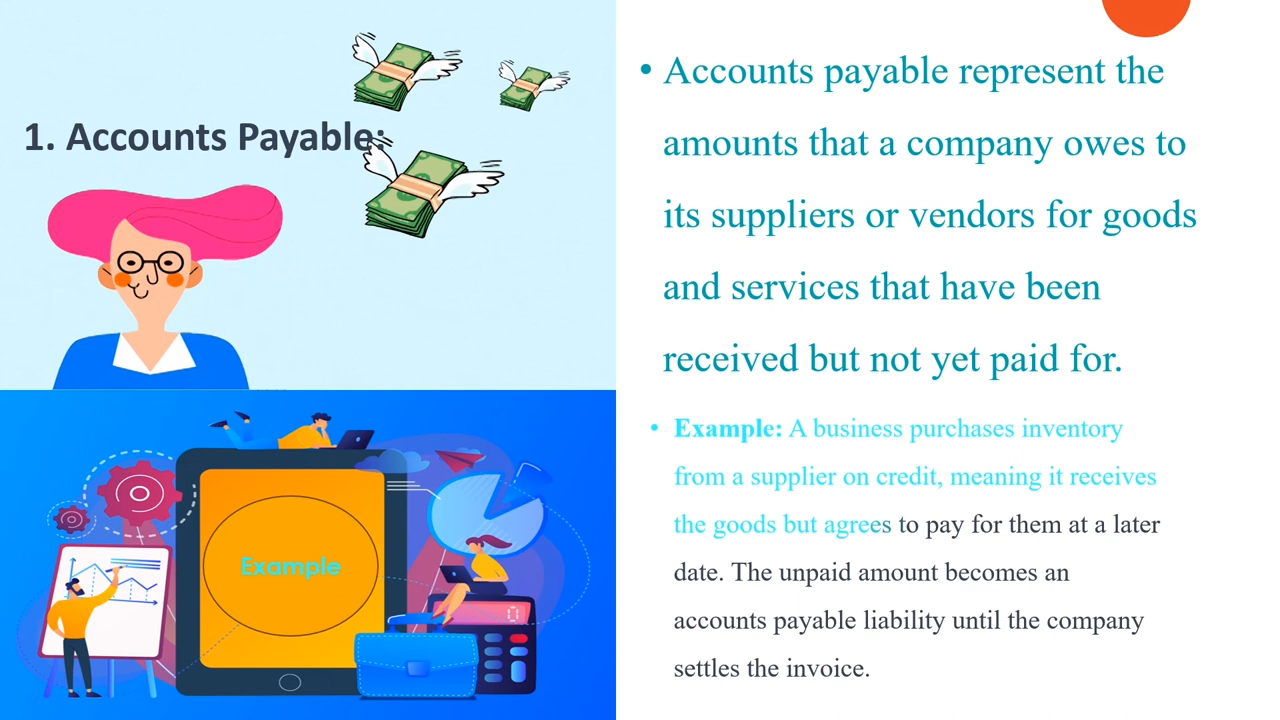 1. Accounts Payable:
• Accounts payable represent the
amounts that a company owes to
its suppliers or vendors for goods
and services that have been
received but not yet paid for.
• Example: A business purchases inventory
from a supplier on credit, meaning it receives
the goods but agrees to pay for them at a later
date. The unpaid amount becomes an
accounts payable liability until the company
settles the invoice.
Example
0